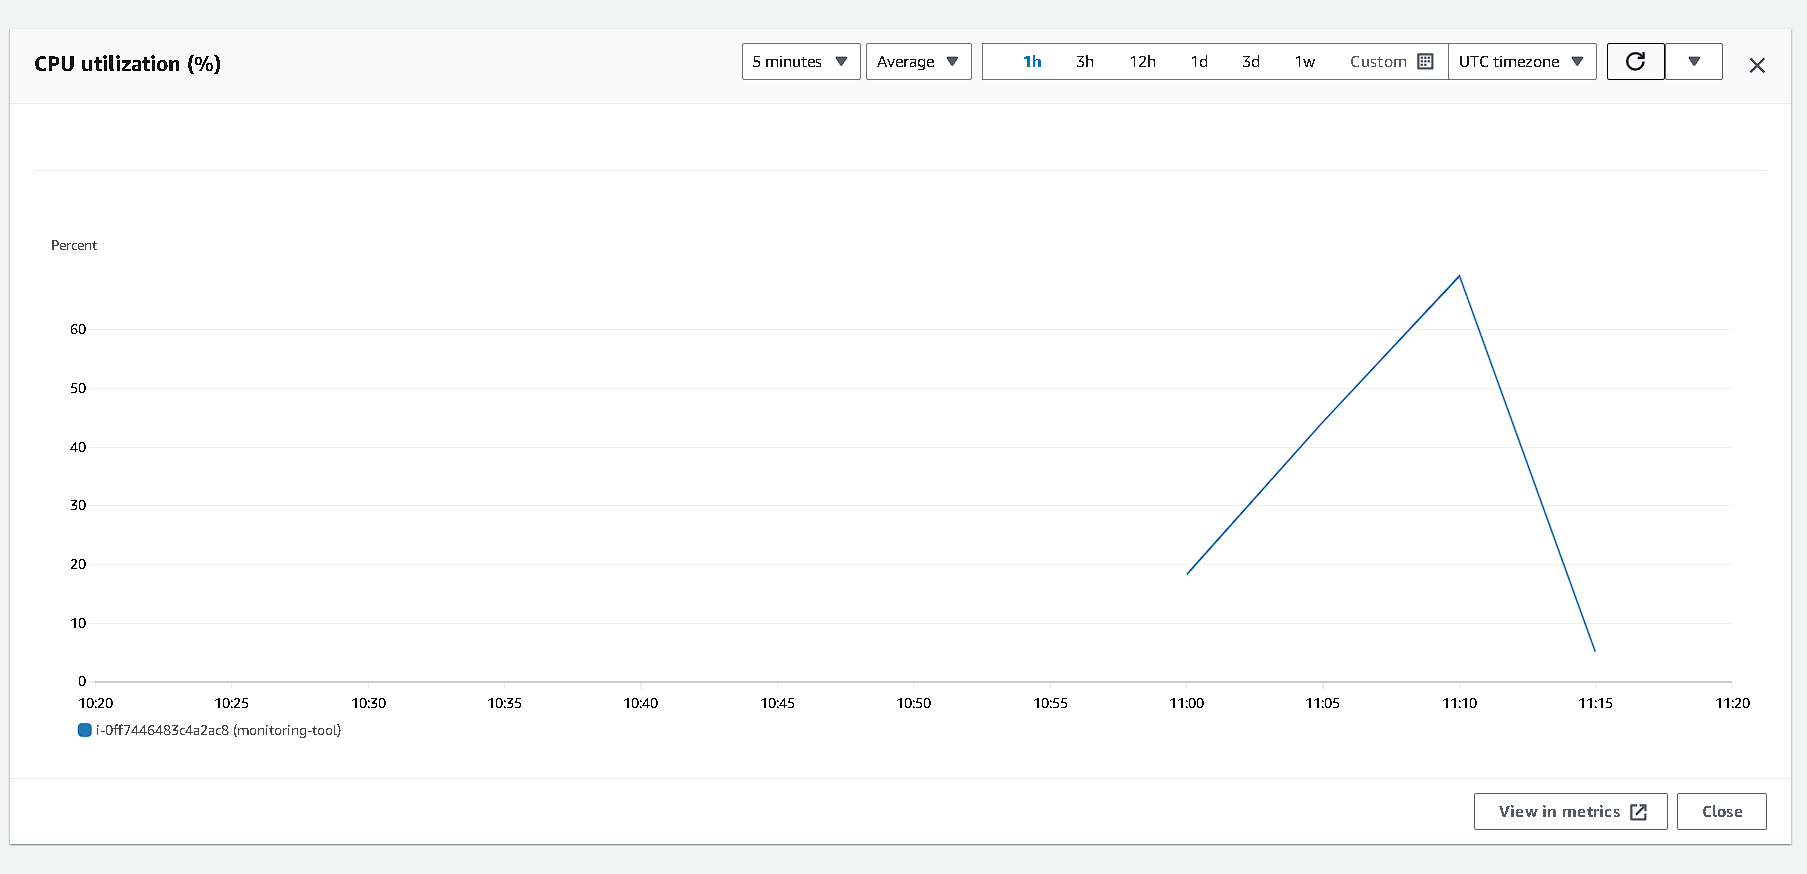 CPU utilization (%)
5 minutes Average 1h 3h 12h 1d 3d 1w Custom UTC timezone
Percent
60
50
40
30
20
10
0
10:20 10:25 10:30 10:35 10:40 10:45 10:50 10:55 11:00 11:05 11:10 11:15 11:20
i-0ff7446483c4a2ac8 (monitoring-tool)
View in metrics Close